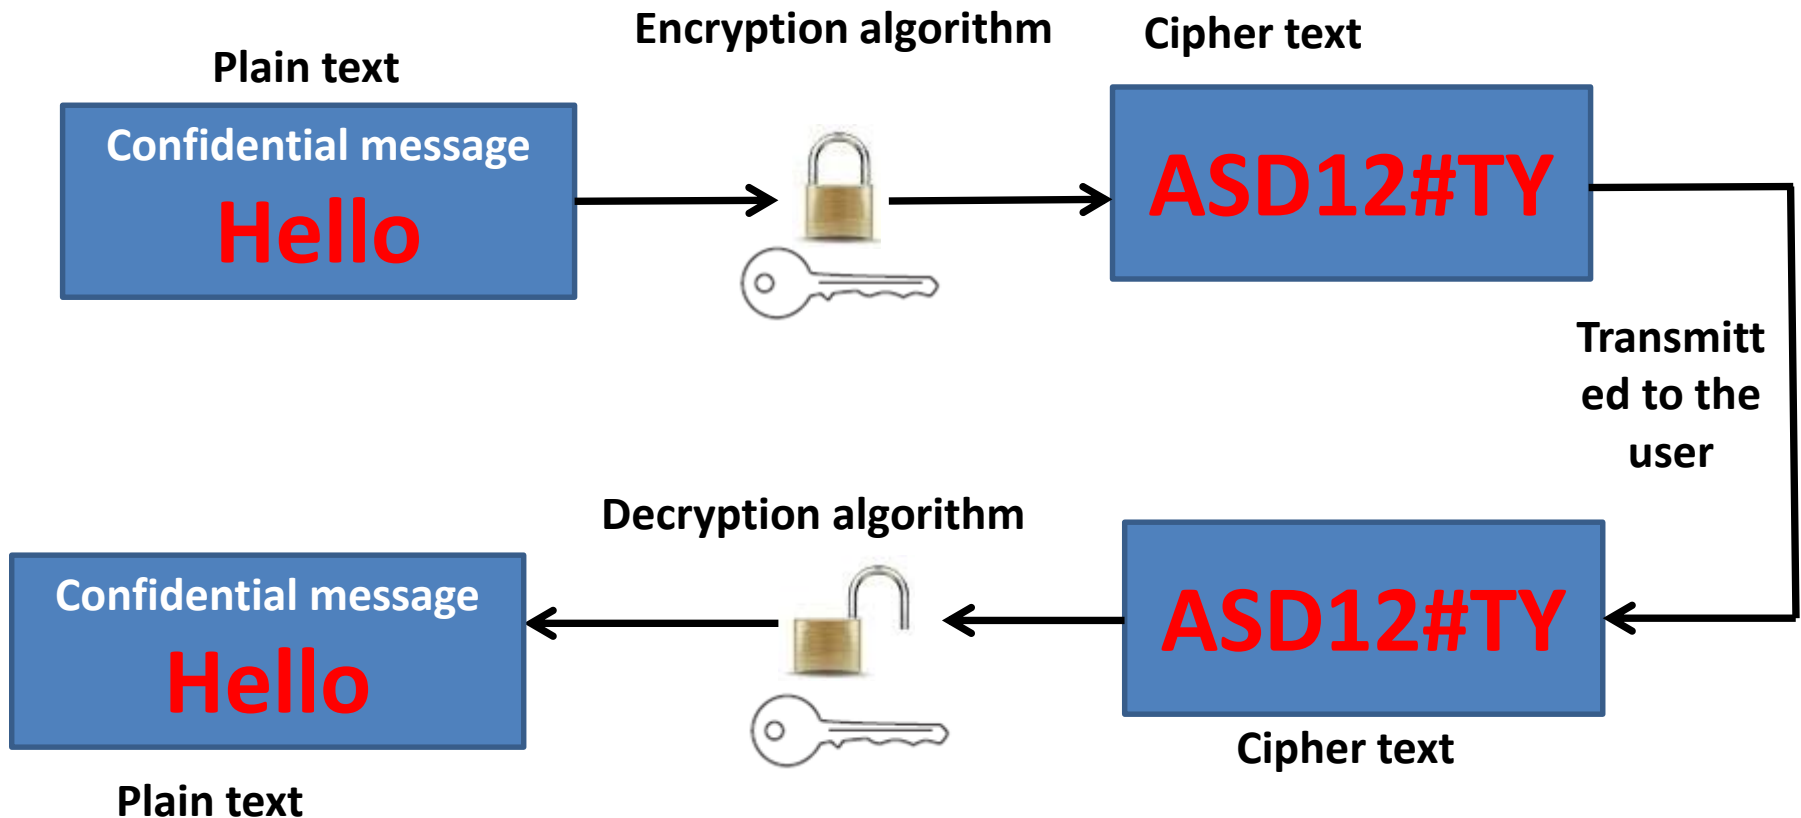 Plain text
Confidential message
Hello
Encryption algorithm
Cipher text
ASD12#TY
Transmitt
ed to the
user
ASD12#TY
Cipher text
Decryption algorithm
Confidential message
Hello
Plain text